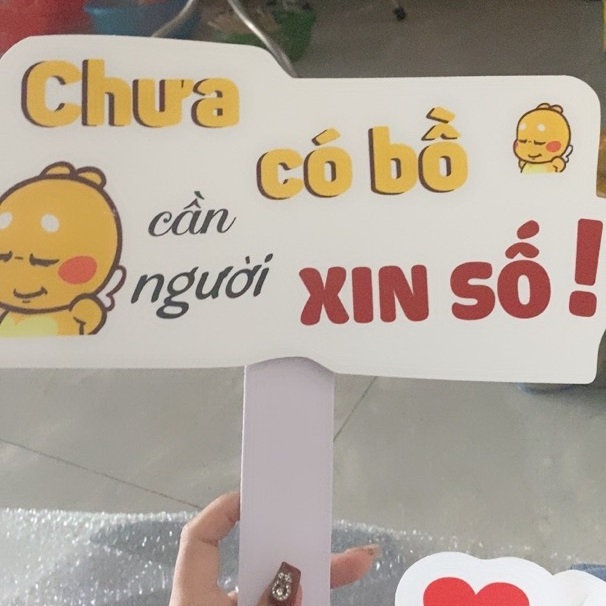 Chưa
có bồ
cần
người XIN SỐ!